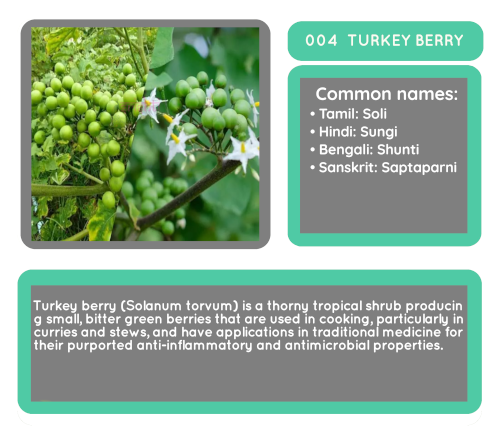 004 TURKEY BERRY
Common names:
• Tamil: Soli
• Hindi: Sungi
• Bengali: Shunti
• Sanskrit: Saptaparni
Turkey berry (Solanum torvum) is a thorny tropical shrub producin
g small, bitter green berries that are used in cooking, particularly in
curries and stews, and have applications in traditional medicine for
their purported anti-inflammatory and antimicrobial properties.